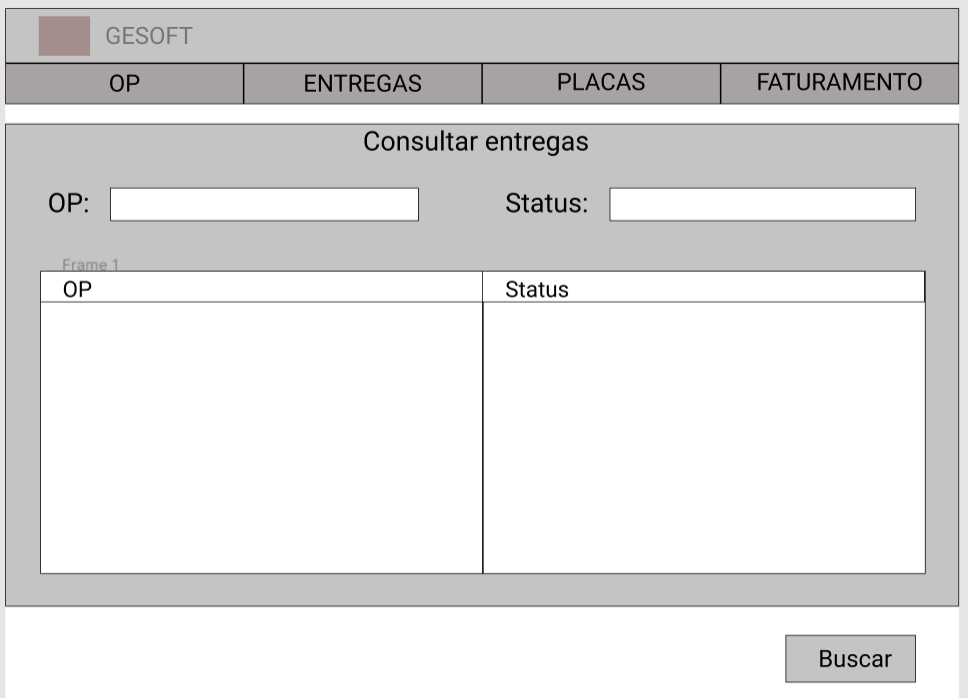 GESOFT
OP ENTREGAS PLACAS FATURAMENTO
Consultar entregas
OP: Status:
Frame 1
OP Status
Buscar